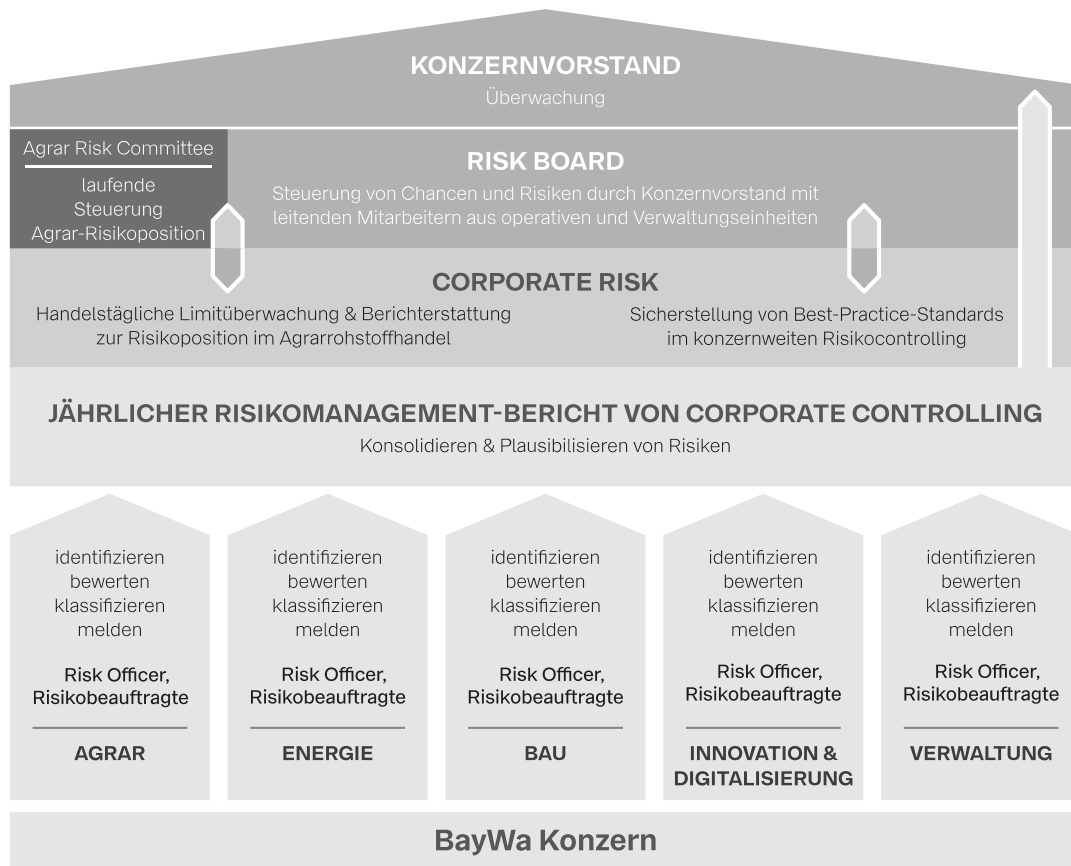 KONZERNVORSTAND
Überwachung
Agrar Risk Committee
laufende
Steuerung
Agrar-Risikoposition
RISK BOARD
Steuerung von Chancen und Risiken durch Konzernvorstand mit
leitenden Mitarbeitern aus operativen und Verwaltungseinheiten
CORPORATE RISK
Handelstägliche Limitüberwachung & Berichterstattung
zur Risikoposition im Agrarrohstoffhandel
Sicherstellung von Best-Practice-Standards
im konzernweiten Risikocontrolling
JÄHRLICHER RISIKOMANAGEMENT-BERICHT VON CORPORATE CONTROLLING
Konsolidieren & Plausibilisieren von Risiken
identifizieren
bewerten
klassifizieren
melden
Risk Officer,
Risikobeauftragte
AGRAR
identifizieren
bewerten
klassifizieren
melden
Risk Officer,
Risikobeauftragte
ENERGIE
identifizieren
bewerten
klassifizieren
melden
Risk Officer,
Risikobeauftragte
BAU
identifizieren
bewerten
klassifizieren
melden
Risk Officer,
Risikobeauftragte
INNOVATION &
DIGITALISIERUNG
identifizieren
bewerten
klassifizieren
melden
Risk Officer,
Risikobeauftragte
VERWALTUNG
BayWa Konzern